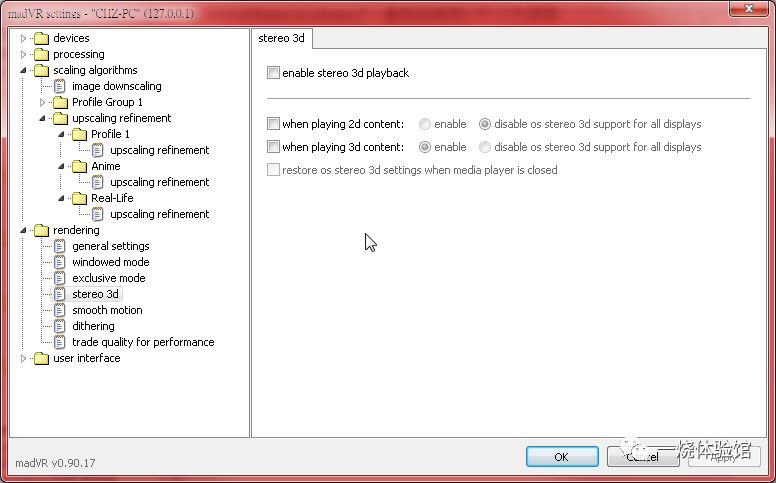 madVR settings - "CHZ-PC" (127.0.0.1)
devices
processing
scaling algorithms
image downscaling
Profile Group 1
upscaling refinement
Profile 1
upscaling refinement
Anime
upscaling refinement
Real-Life
upscaling refinement
rendering
general settings
windowed mode
exclusive mode
stereo 3d
smooth motion
dithering
trade quality for performance
user interface
stereo 3d
enable stereo 3d playback
when playing 2d content: enable disable os stereo 3d support for all displays
when playing 3d content: enable disable os stereo 3d support for all displays
restore os stereo 3d settings when media player is closed
madVR v0.90.17
OK Cancel Apply
一烧体验馆